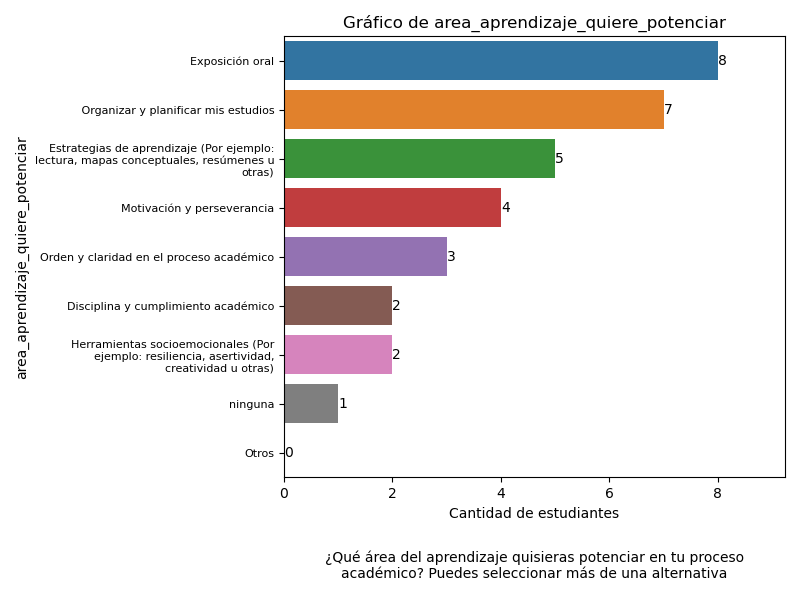 Gráfico de area_aprendizaje_quiere_potenciar
area_aprendizaje_quiere_potenciar
Exposición oral
8
Organizar y planificar mis estudios
7
Estrategias de aprendizaje (Por ejemplo:
lectura, mapas conceptuales, resúmenes u
otras)
5
Motivación y perseverancia
4
Orden y claridad en el proceso académico
3
Disciplina y cumplimiento académico
2
Herramientas socioemocionales (Por
ejemplo: resiliencia, asertividad,
creatividad u otras)
2
ninguna
1
Otros
0
0 2 4 6 8
Cantidad de estudiantes
¿Qué área del aprendizaje quisieras potenciar en tu proceso
académico? Puedes seleccionar más de una alternativa